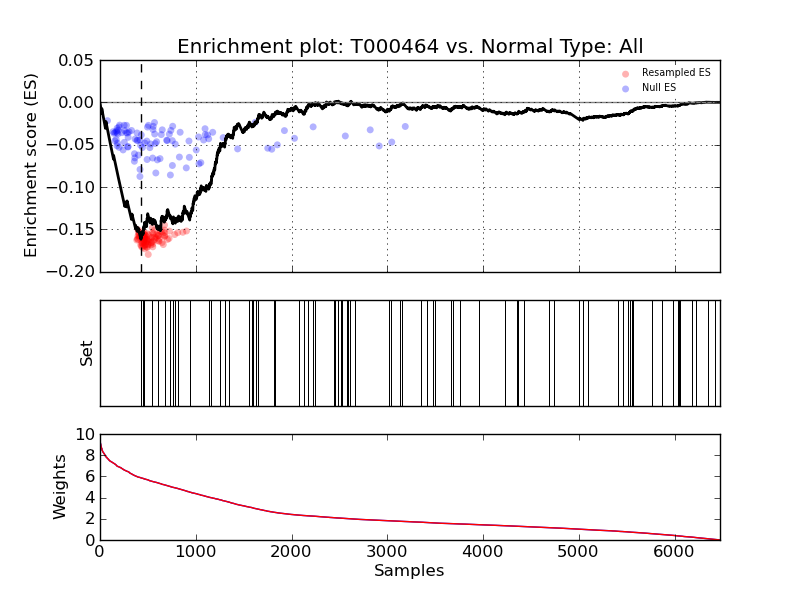 Enrichment plot: T000464 vs. Normal Type: All
Enrichment score (ES)
0.05
0.00
−0.05
−0.10
−0.15
−0.20
Resampled ES
Null ES
Set
Weights
10
8
6
4
2
0
0 1000 2000 3000 4000 5000 6000
Samples